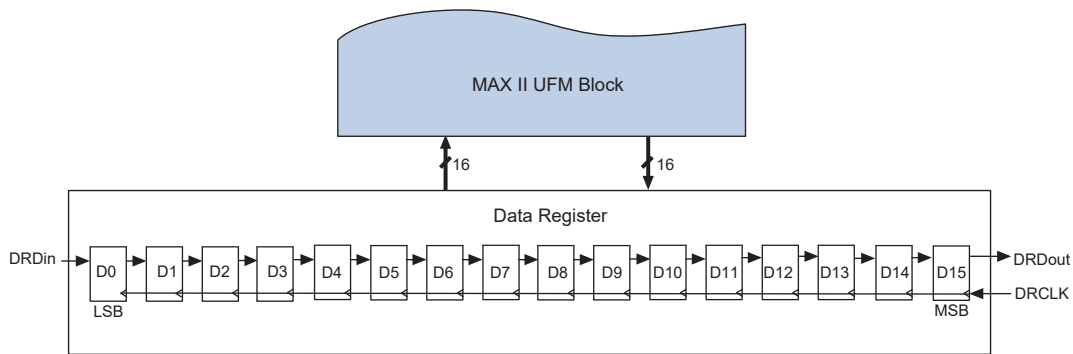 MAX II UFM Block
16 16
Data Register
DRDin D0 D1 D2 D3 D4 D5 D6 D7 D8 D9 D10 D11 D12 D13 D14 D15 DRDout
DRCLK
LSB MSB